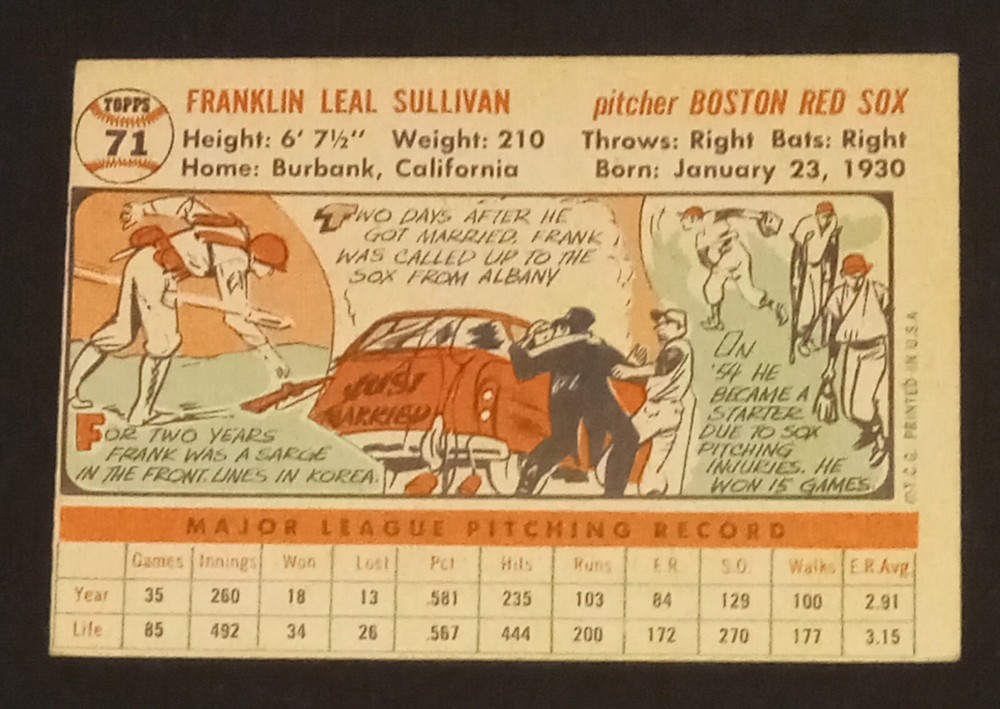 TOPPS
71
FRANKLIN LEAL SULLIVAN
pitcher BOSTON RED SOX
Height: 6' 7½" Weight: 210
Throws: Right Bats: Right
Home: Burbank, California
Born: January 23, 1930
TWO DAYS AFTER HE
GOT MARRIED, FRANK
WAS CALLED UP TO THE
SOX FROM ALBANY
JUST
MARRIED
FOR TWO YEARS
FRANK WAS A SARGE
IN THE FRONT LINES IN KOREA.
ON
'54 HE
BECAME A
STARTER
DUE TO SOX
PITCHING
INJURIES. HE
WON 15 GAMES.
©T.C.G. PRINTED IN U.S.A.
MAJOR LEAGUE PITCHING RECORD
Games Innings Won Lost Pct Hits Runs E.R. S.O. Walks E.R.Avg.
Year 35 260 18 13 .581 235 103 84 129 100 2.91
Life 85 492 34 26 .567 444 200 172 270 177 3.15